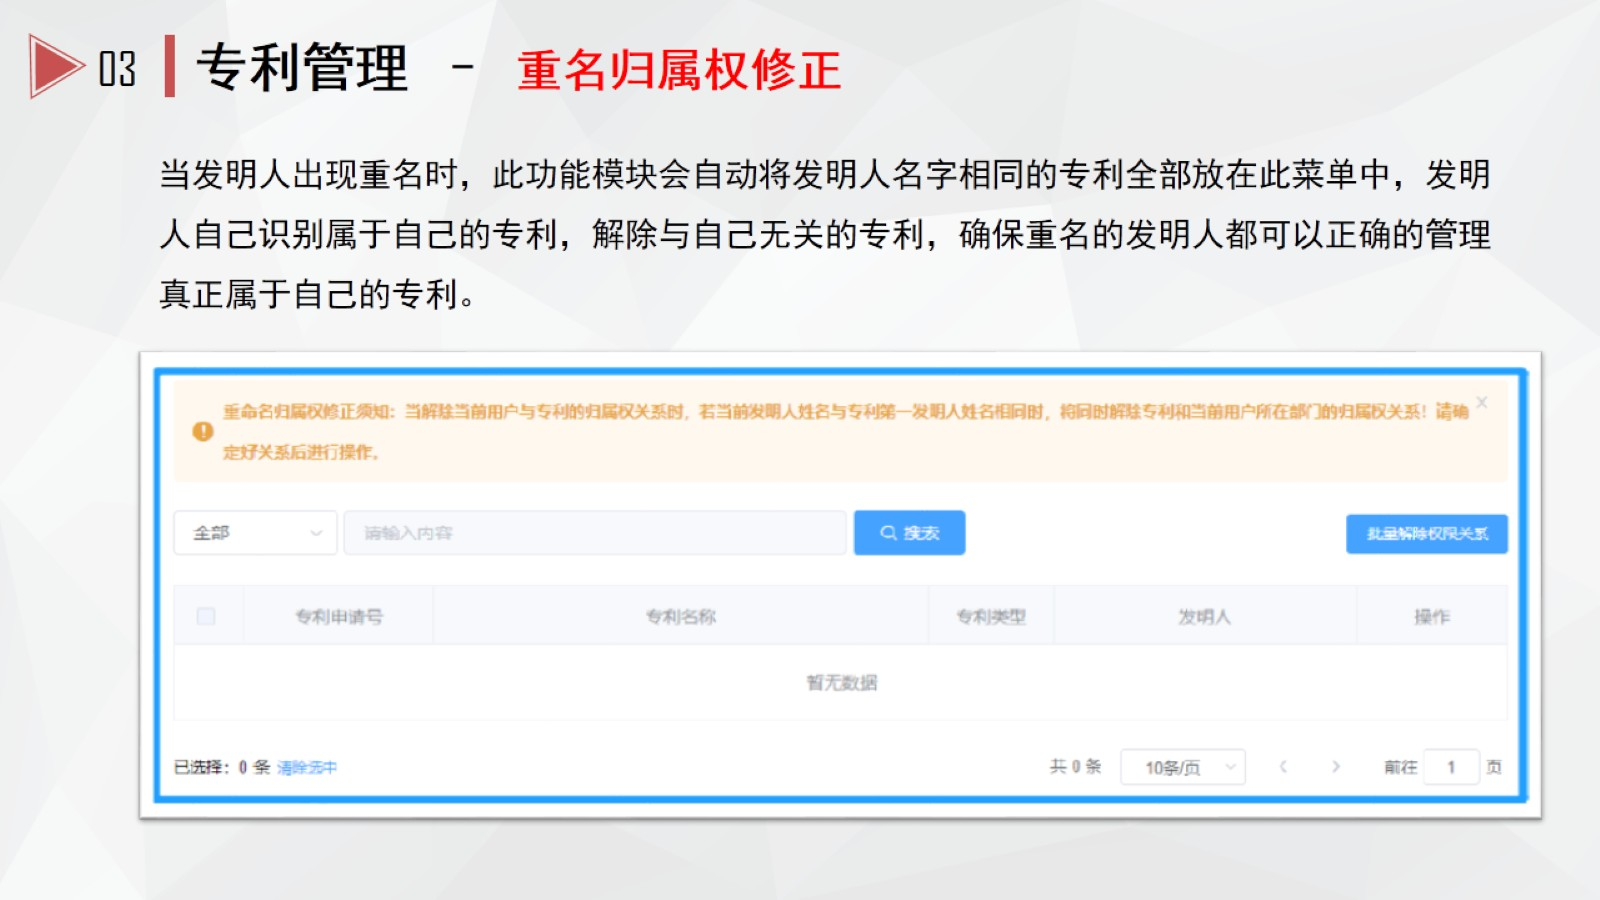 03 专利管理 - 重名归属权修正
当发明人出现重名时，此功能模块会自动将发明人名字相同的专利全部放在此菜单中，发明
人自己识别属于自己的专利，解除与自己无关的专利，确保重名的发明人都可以正确的管理
真正属于自己的专利。
重命名归属权修正须知：当解除当前用户与专利的归属权关系时，若当前发明人姓名与专利第一发明人姓名相同时，将同时解除专利和当前用户所在部门的归属权关系！请确
定好关系后进行操作。
全部 请输入内容 搜索 批量解除权限关系
专利申请号 专利名称 专利类型 发明人 操作
暂无数据
已选择：0 条 清除选中 共 0 条 10条/页 前往 1 页